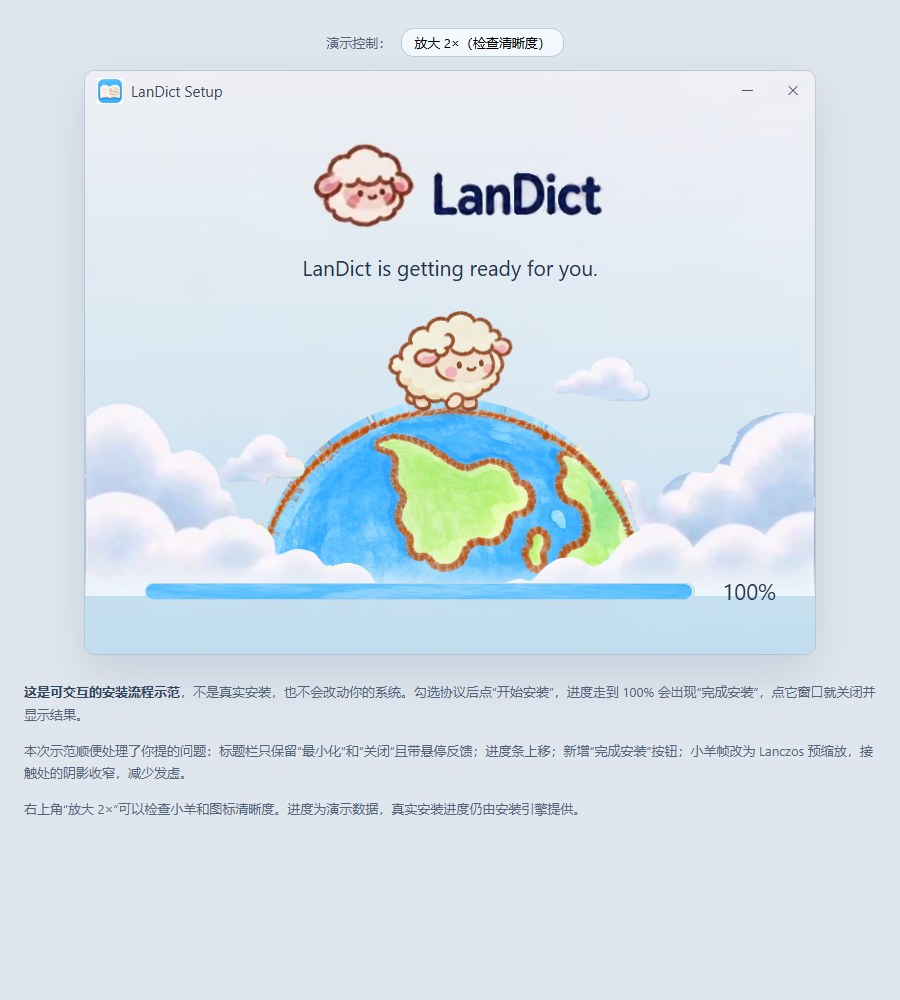 演示控制： 放大 2×（检查清晰度）
LanDict Setup
LanDict
LanDict is getting ready for you.
100%
这是可交互的安装流程示范，不是真实安装，也不会改动你的系统。勾选协议后点“开始安装”，进度走到 100% 会出现“完成安装”，点它窗口就关闭并
显示结果。
本次示范顺便处理了你提的问题：标题栏只保留“最小化”和“关闭”且带悬停反馈；进度条上移；新增“完成安装”按钮；小羊帧改为 Lanczos 预缩放，接
触处的阴影收窄，减少发虚。
右上角“放大 2×”可以检查小羊和图标清晰度。进度为演示数据，真实安装进度仍由安装引擎提供。